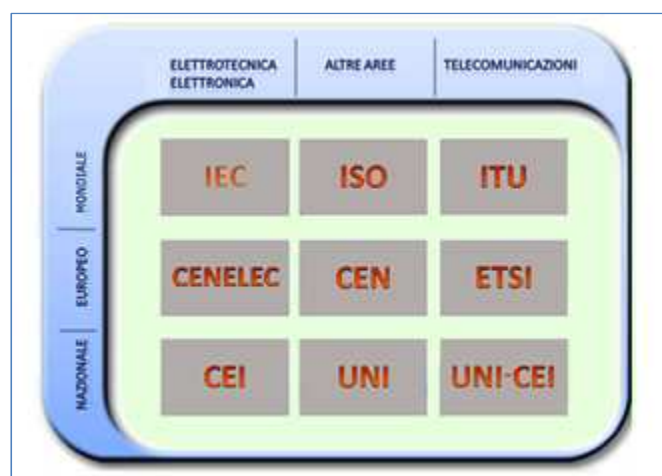 ELETTROTECNICA
ELETTRONICA
ALTRE AREE
TELECOMUNICAZIONI
MONDIALE
IEC
ISO
ITU
EUROPEO
CENELEC
CEN
ETSI
NAZIONALE
CEI
UNI
UNI-CEI